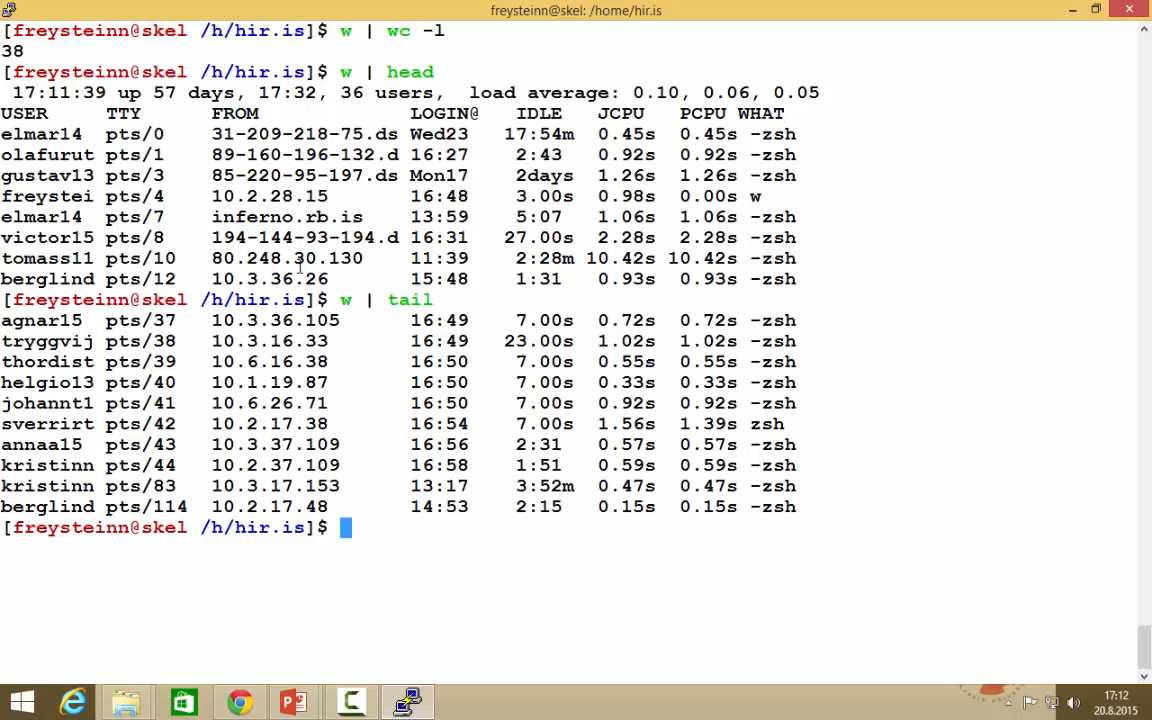 freysteinn@skel: /home/hir.is
[freysteinn@skel /h/hir.is]$ w | wc -l
38
[freysteinn@skel /h/hir.is]$ w | head
17:11:39 up 57 days, 17:32, 36 users, load average: 0.10, 0.06, 0.05
USER TTY FROM LOGIN@ IDLE JCPU PCPU WHAT
elmar14 pts/0 31-209-218-75.ds Wed23 17:54m 0.45s 0.45s -zsh
olafurut pts/1 89-160-196-132.d 16:27 2:43 0.92s 0.92s -zsh
gustav13 pts/3 85-220-95-197.ds Mon17 2days 1.26s 1.26s -zsh
freystei pts/4 10.2.28.15 16:48 3.00s 0.98s 0.00s w
elmar14 pts/7 inferno.rb.is 13:59 5:07 1.06s 1.06s -zsh
victor15 pts/8 194-144-93-194.d 16:31 27.00s 2.28s 2.28s -zsh
tomass11 pts/10 80.248.30.130 11:39 2:28m 10.42s 10.42s -zsh
berglind pts/12 10.3.36.26 15:48 1:31 0.93s 0.93s -zsh
[freysteinn@skel /h/hir.is]$ w | tail
agnar15 pts/37 10.3.36.105 16:49 7.00s 0.72s 0.72s -zsh
tryggvij pts/38 10.3.16.33 16:49 23.00s 1.02s 1.02s -zsh
thordist pts/39 10.6.16.38 16:50 7.00s 0.55s 0.55s -zsh
helgio13 pts/40 10.1.19.87 16:50 7.00s 0.33s 0.33s -zsh
johannt1 pts/41 10.6.26.71 16:50 7.00s 0.92s 0.92s -zsh
sverrirt pts/42 10.2.17.38 16:54 7.00s 1.56s 1.39s zsh
annaa15 pts/43 10.3.37.109 16:56 2:31 0.57s 0.57s -zsh
kristinn pts/44 10.2.37.109 16:58 1:51 0.59s 0.59s -zsh
kristinn pts/83 10.3.17.153 13:17 3:52m 0.47s 0.47s -zsh
berglind pts/114 10.2.17.48 14:53 2:15 0.15s 0.15s -zsh
[freysteinn@skel /h/hir.is]$
17:12
20.8.2015